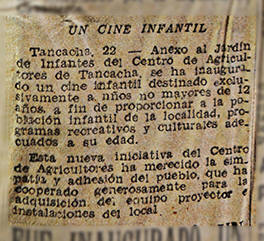 UN CINE INFANTIL
Tancacha, 22 — Anexo al Jardín
de Infantes del Centro de Agricul-
tores de Tancacha, se ha inaugura-
do un cine infantil destinado exclu-
sivamente a niños no mayores de 12
años, a fin de proporcionar a la po-
blación infantil de la localidad, pro-
gramas recreativos y culturales ade-
cuados a su edad.
Esta nueva iniciativa del Centro
de Agricultores ha merecido la sim-
patía y adhesión del pueblo, que ha
cooperado generosamente para la
adquisición del equipo proyector e
instalaciones del local.